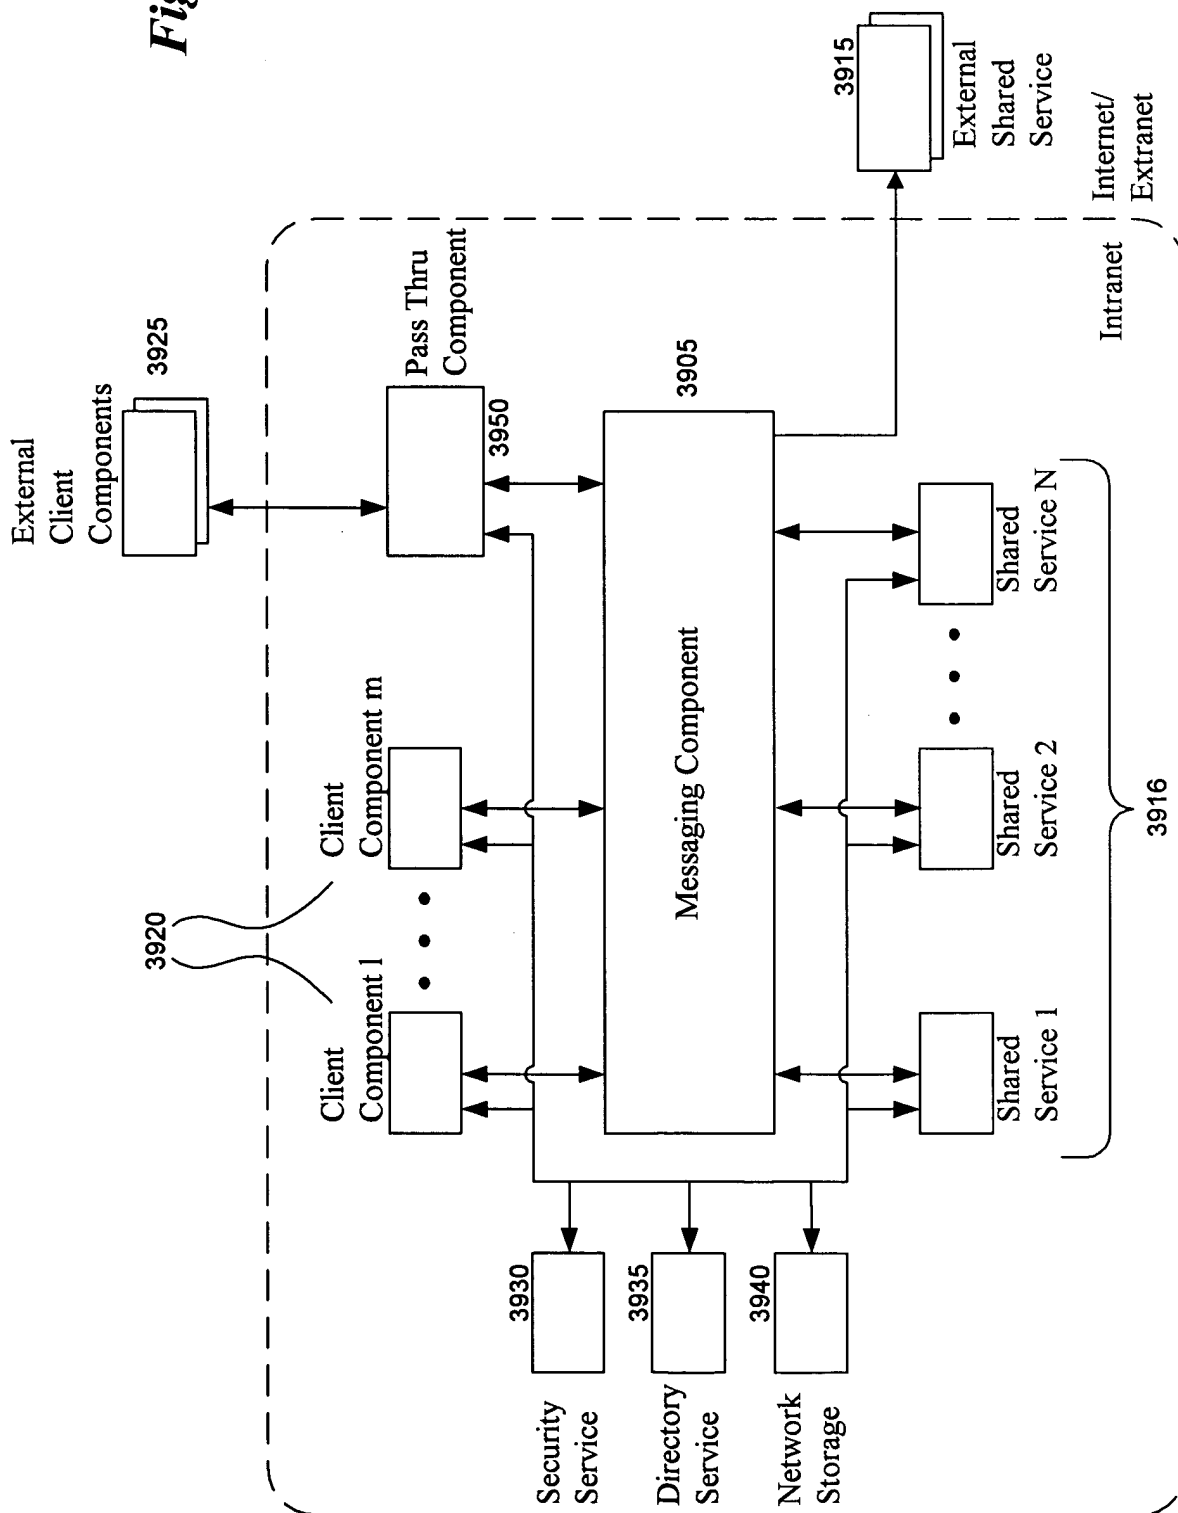 Fig
External
Client
Components
3925
3920
Client
Component 1
Client
Component m
Pass Thru
Component
3950
3905
Messaging Component
3930
Security
Service
3935
Directory
Service
3940
Network
Storage
Shared
Service 1
Shared
Service 2
Shared
Service N
3916
3915
External
Shared
Service
Intranet
Internet/
Extranet